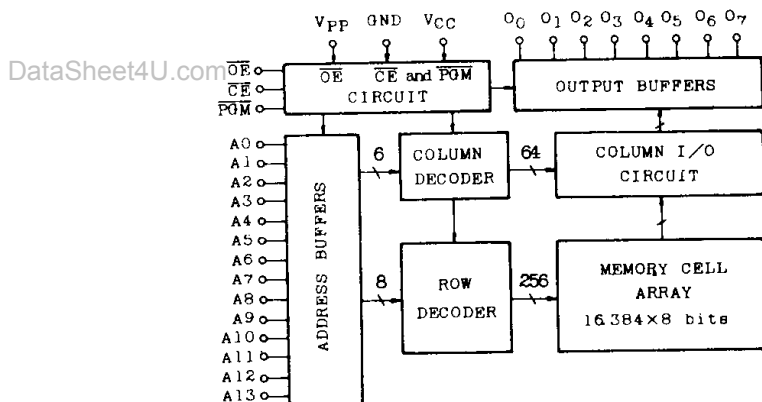 VPP GND VCC O0 O1 O2 O3 O4 O5 O6 O7
DataSheet4U.com
OE
CE
PGM
OE CE and PGM
CIRCUIT
OUTPUT BUFFERS
A0
A1
A2
A3
A4
A5
A6
A7
A8
A9
A10
A11
A12
A13
ADDRESS BUFFERS
6
COLUMN
DECODER
64
COLUMN I/O
CIRCUIT
8
ROW
DECODER
256
MEMORY CELL
ARRAY
16.384×8 bits